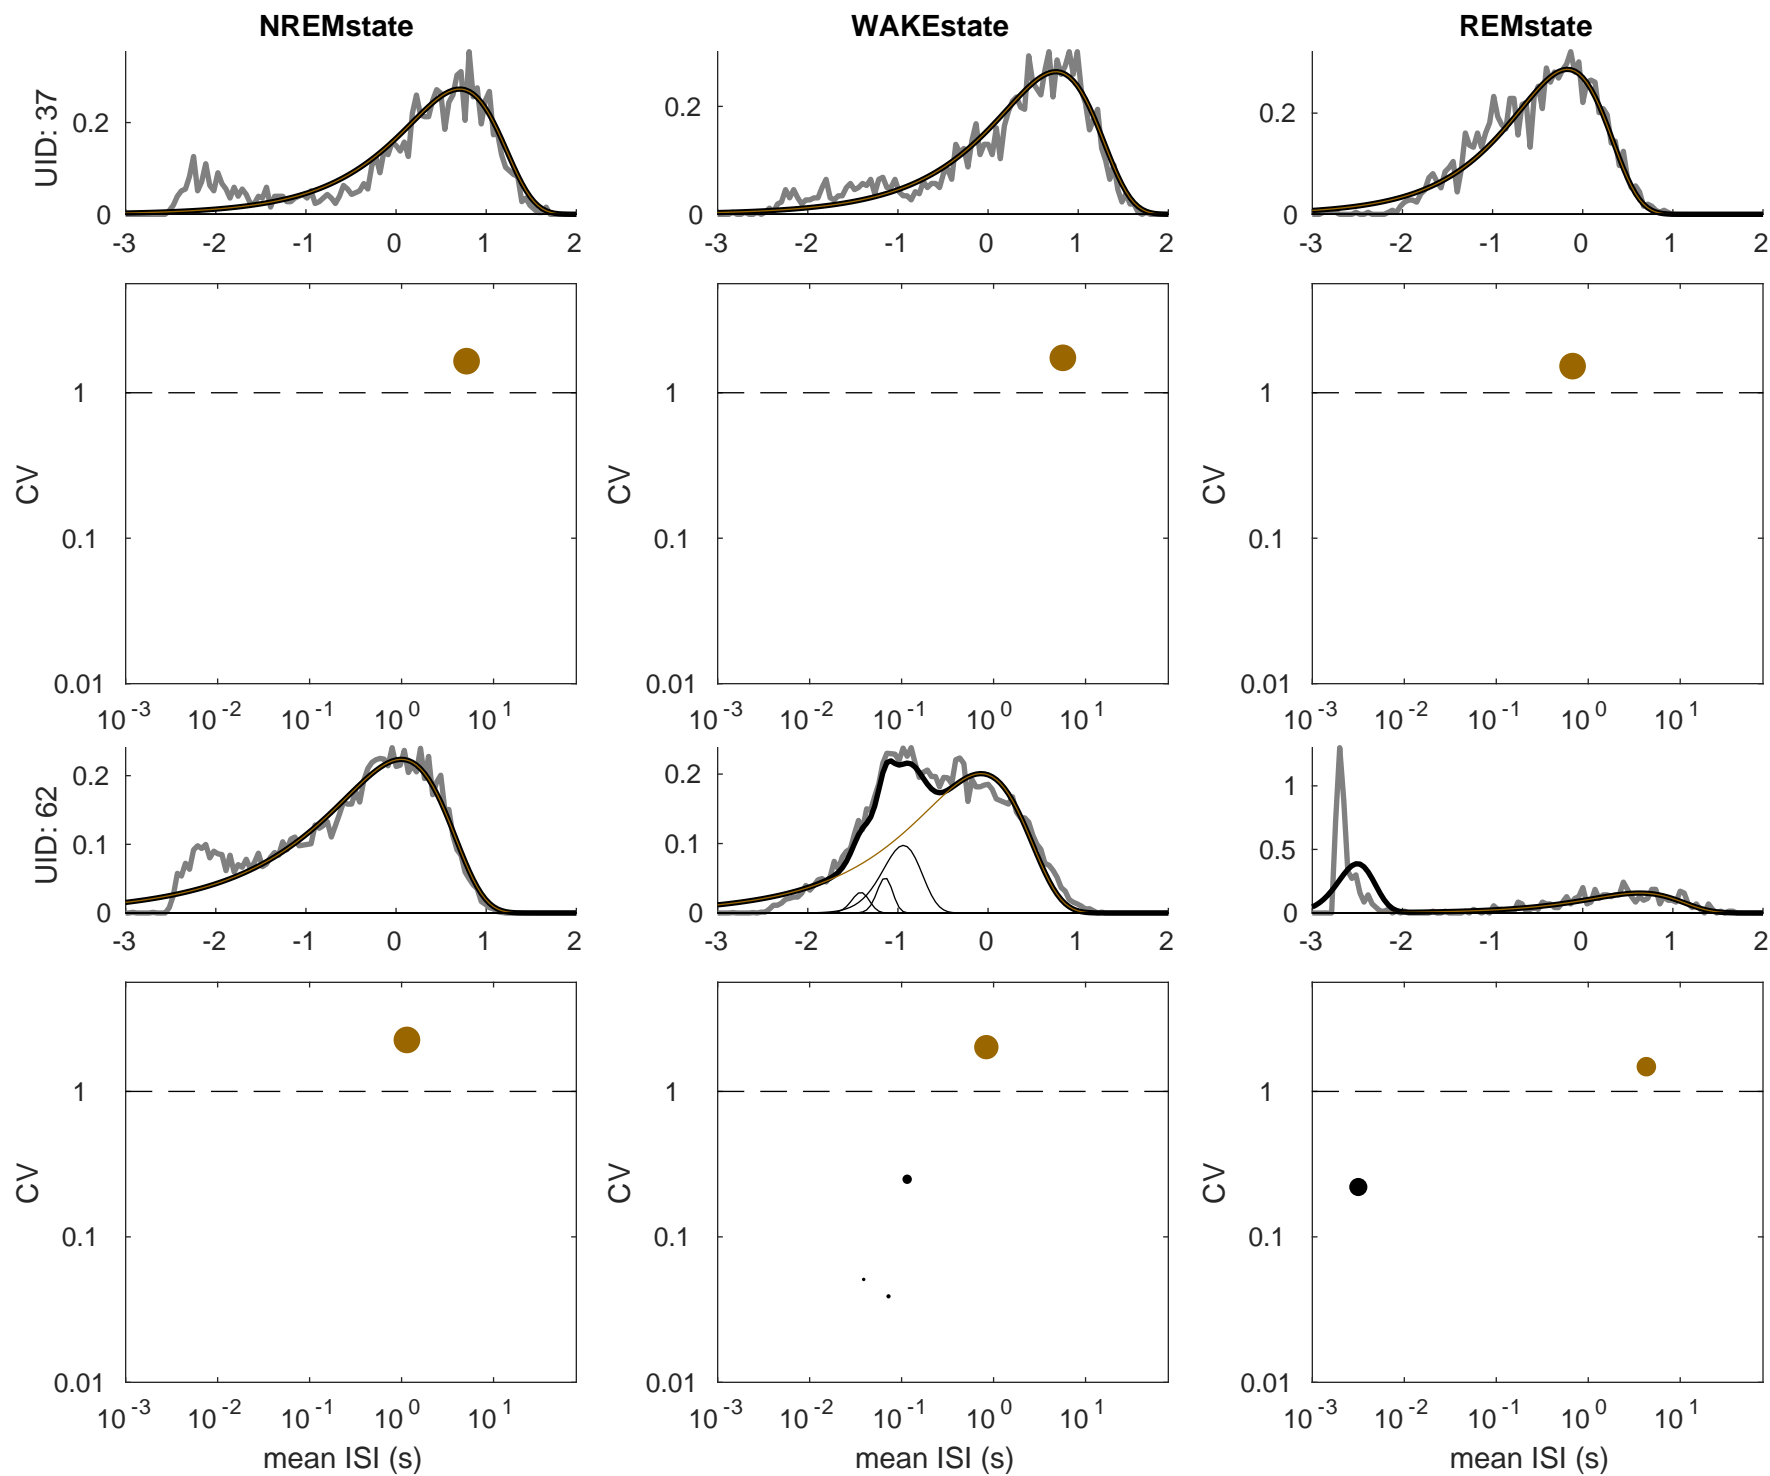 NREMstate WAKEstate REMstate
UID: 37
0.2 0.2 0.2
0 0 0
-3 -2 -1 0 1 2 -3 -2 -1 0 1 2 -3 -2 -1 0 1 2
1 1 1
CV CV CV
0.1 0.1 0.1
0.01 0.01 0.01
10^-3 10^-2 10^-1 10^0 10^1 10^-3 10^-2 10^-1 10^0 10^1 10^-3 10^-2 10^-1 10^0 10^1
UID: 62
0.2 0.2 1
0.1 0.1 0.5
0 0 0
-3 -2 -1 0 1 2 -3 -2 -1 0 1 2 -3 -2 -1 0 1 2
1 1 1
CV CV CV
0.1 0.1 0.1
0.01 0.01 0.01
10^-3 10^-2 10^-1 10^0 10^1 10^-3 10^-2 10^-1 10^0 10^1 10^-3 10^-2 10^-1 10^0 10^1
mean ISI (s) mean ISI (s) mean ISI (s)